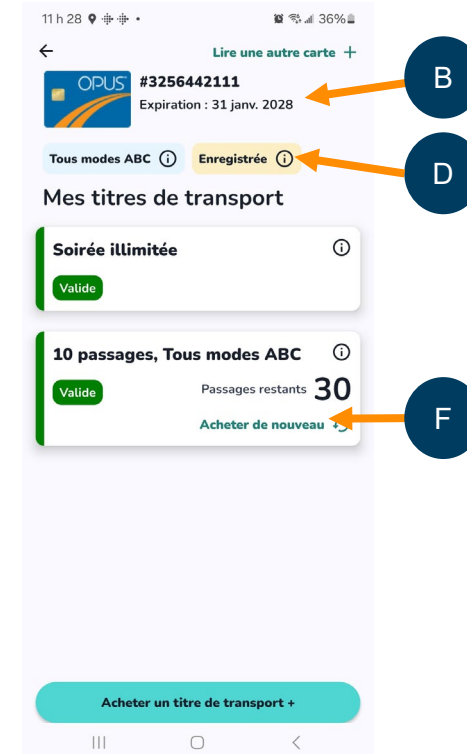 11 h 28
36%
Lire une autre carte +
OPUS
#3256442111
Expiration : 31 janv. 2028
B
Tous modes ABC
Enregistrée
D
Mes titres de transport
Soirée illimitée
Valide
10 passages, Tous modes ABC
Valide
Passages restants 30
Acheter de nouveau
F
Acheter un titre de transport +